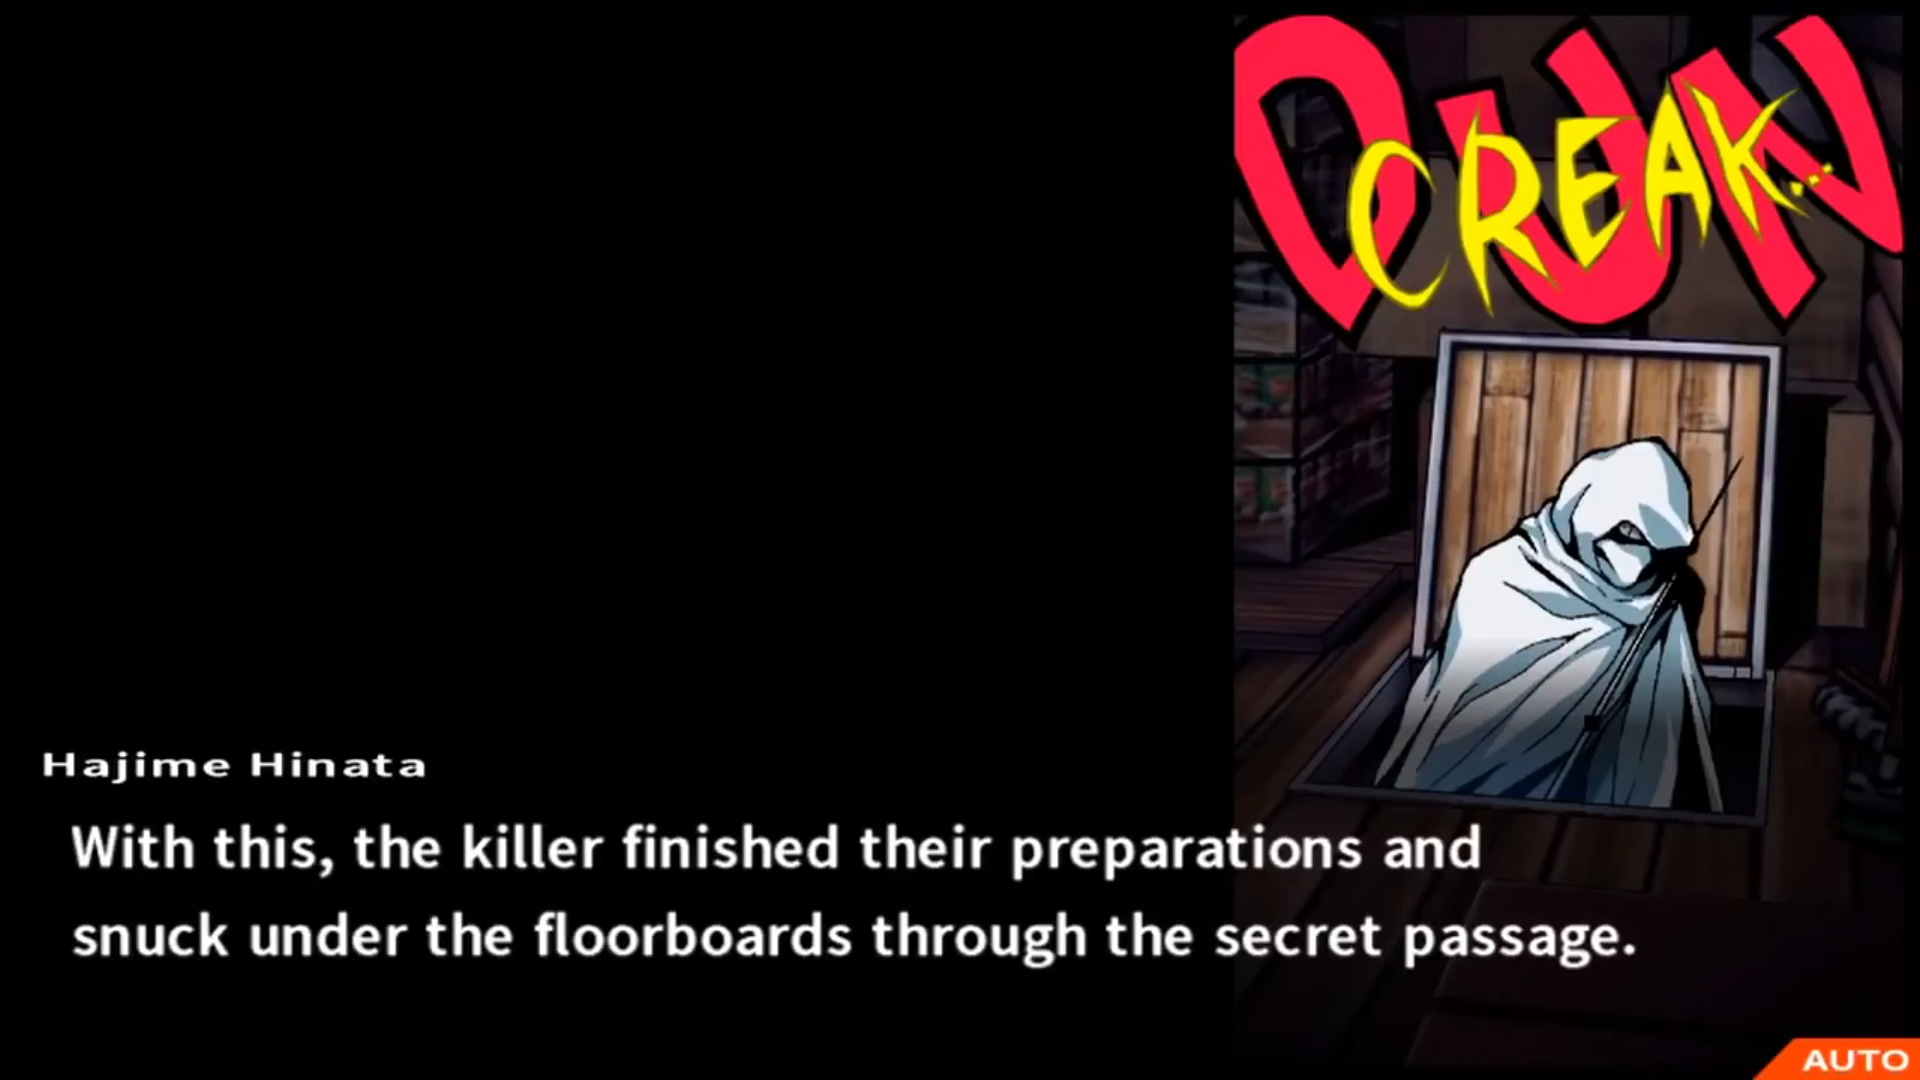 DUN
CREAK...
Hajime Hinata
With this, the killer finished their preparations and
snuck under the floorboards through the secret passage.
AUTO